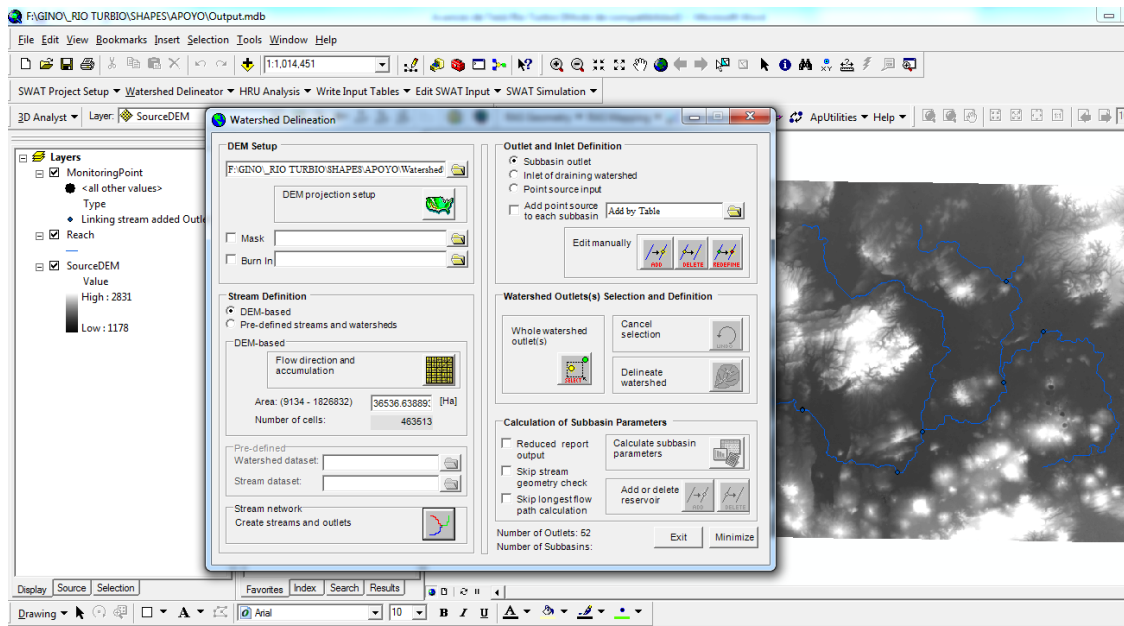 F:\GINO\_RIO TURBIO\SHAPES\APOYO\Output.mdb
File Edit View Bookmarks Insert Selection Tools Window Help
1:1,014,451
SWAT Project Setup Watershed Delineator HRU Analysis Write Input Tables Edit SWAT Input SWAT Simulation
3D Analyst Layer: SourceDEM
ApUtilities Help
Layers
MonitoringPoint
<all other values>
Type
Linking stream added Outle
Reach
SourceDEM
Value
High : 2831
Low : 1178
Watershed Delineation
DEM Setup
F:\GINO\_RIO TURBIO\SHAPES\APOYO\Watershed\
DEM projection setup
Mask
Burn In
Stream Definition
DEM-based
Pre-defined streams and watersheds
DEM-based
Flow direction and
accumulation
Area: (9134 - 1826832) 36536.63889: [Ha]
Number of cells: 463513
Pre-defined
Watershed dataset:
Stream dataset:
Stream network
Create streams and outlets
Outlet and Inlet Definition
Subbasin outlet
Inlet of draining watershed
Point source input
Add point source
to each subbasin
Add by Table
Edit manually
ADD DELETE REDEFINE
Watershed Outlets(s) Selection and Definition
Whole watershed
outlet(s)
Cancel
selection
Delineate
watershed
Calculation of Subbasin Parameters
Reduced report
output
Skip stream
geometry check
Skip longest flow
path calculation
Calculate subbasin
parameters
Add or delete
reservoir
ADD DELETE
Number of Outlets: 52
Number of Subbasins:
Exit Minimize
Display Source Selection
Favorites Index Search Results
Drawing A Arial 10 B I U A